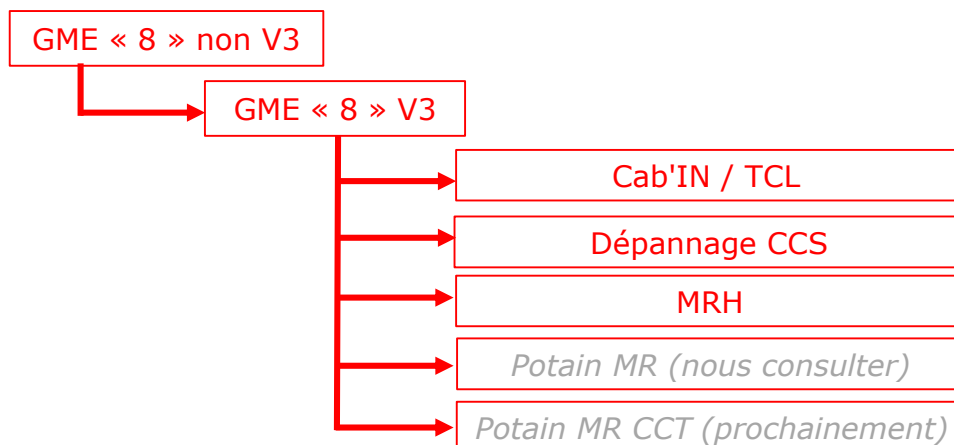 GME « 8 » non V3
GME « 8 » V3
Cab'IN / TCL
Dépannage CCS
MRH
Potain MR (nous consulter)
Potain MR CCT (prochainement)